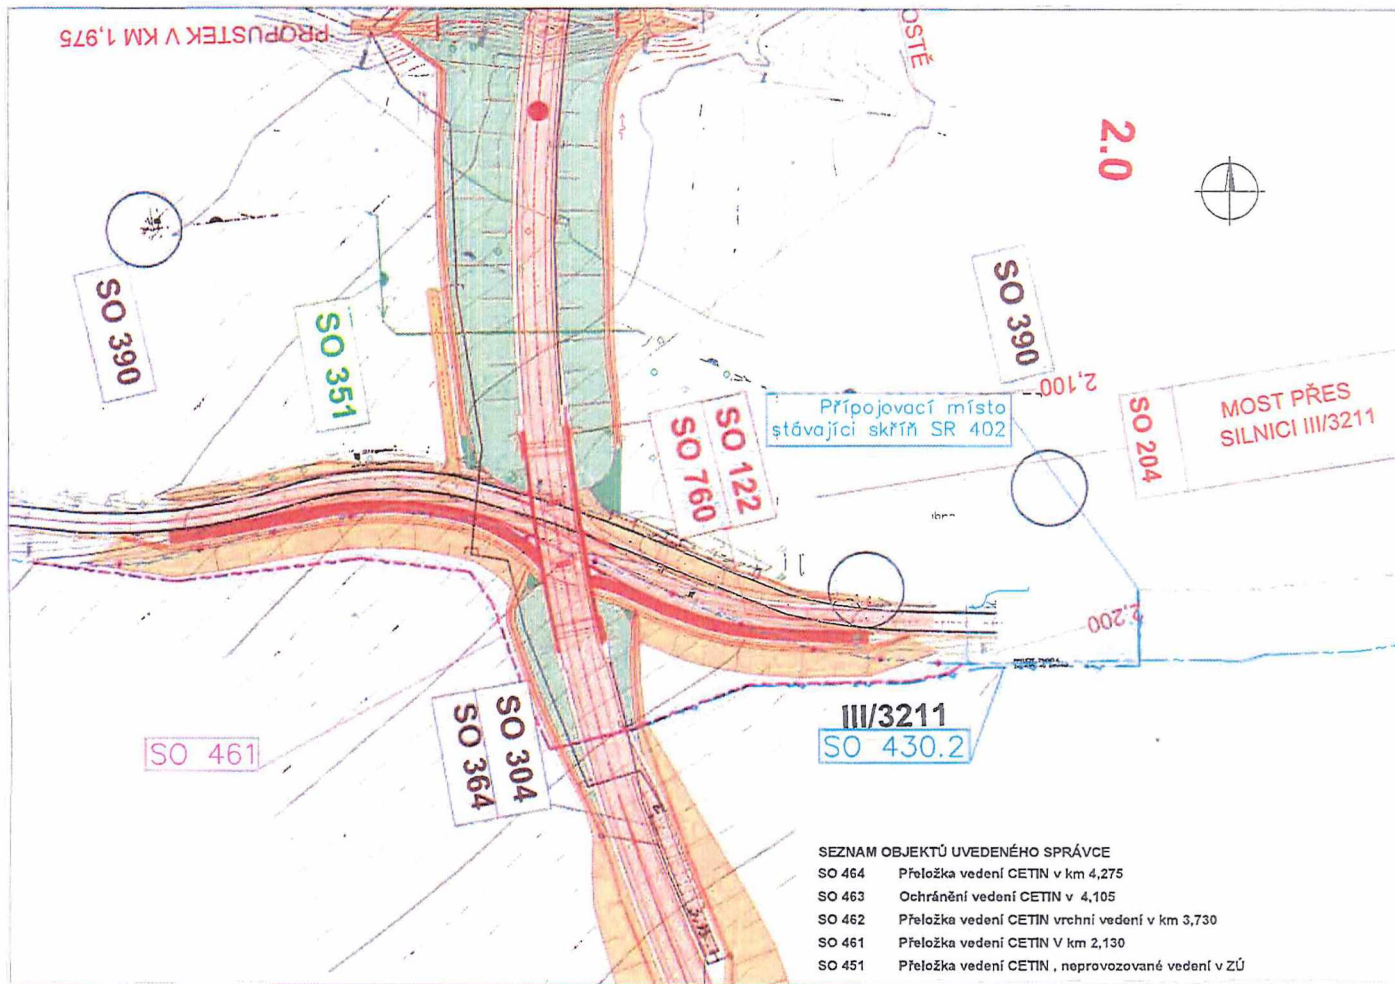 PROPUSTEK V KM 1,975
OSTĚ
2.0
SO 390
SO 351
SO 390
2,100
Přípojovací místo
stávající skříň SR 402
SO 204
MOST PŘES
SILNICI III/3211
SO 122
SO 760
2,200
III/3211
SO 430.2
SO 461
SO 304
SO 364
SEZNAM OBJEKTŮ UVEDENÉHO SPRÁVCE
SO 464 Přeložka vedení CETIN v km 4,275
SO 463 Ochránění vedení CETIN v 4,105
SO 462 Přeložka vedení CETIN vrchní vedení v km 3,730
SO 461 Přeložka vedení CETIN V km 2,130
SO 451 Přeložka vedení CETIN , neprovozované vedení v ZÚ